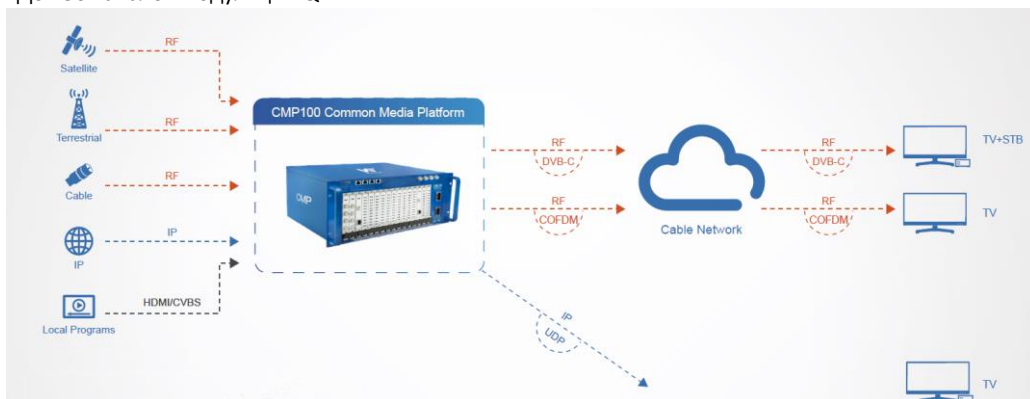 RF
Satellite
RF
Terrestrial
RF
Cable
IP
IP
HDMI/CVBS
Local Programs
CMP100 Common Media Platform
CMP
RF
DVB-C
RF
COFDM
Cable Network
RF
DVB-C
RF
COFDM
TV+STB
TV
IP
UDP
TV